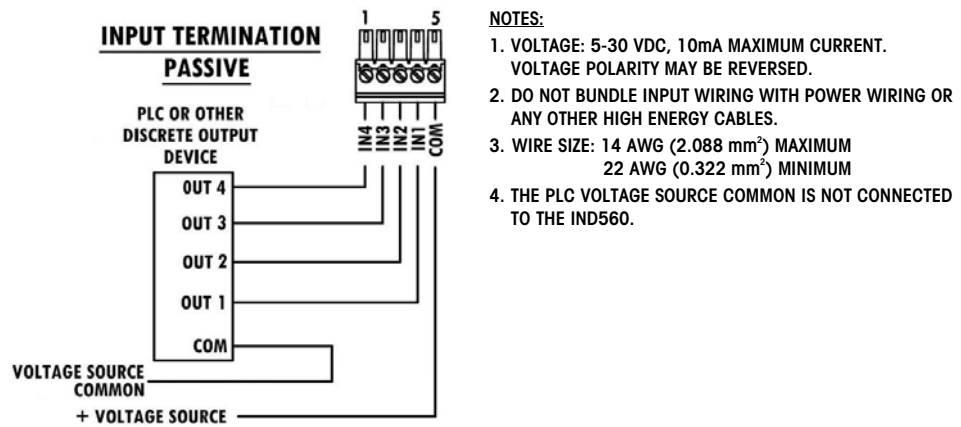 INPUT TERMINATION
PASSIVE
PLC OR OTHER
DISCRETE OUTPUT
DEVICE
OUT 4
OUT 3
OUT 2
OUT 1
COM
VOLTAGE SOURCE
COMMON
+ VOLTAGE SOURCE
1 5
IN4
IN3
IN2
IN1
COM
NOTES:
1. VOLTAGE: 5-30 VDC, 10mA MAXIMUM CURRENT.
VOLTAGE POLARITY MAY BE REVERSED.
2. DO NOT BUNDLE INPUT WIRING WITH POWER WIRING OR
ANY OTHER HIGH ENERGY CABLES.
3. WIRE SIZE: 14 AWG (2.088 mm²) MAXIMUM
22 AWG (0.322 mm²) MINIMUM
4. THE PLC VOLTAGE SOURCE COMMON IS NOT CONNECTED
TO THE IND560.